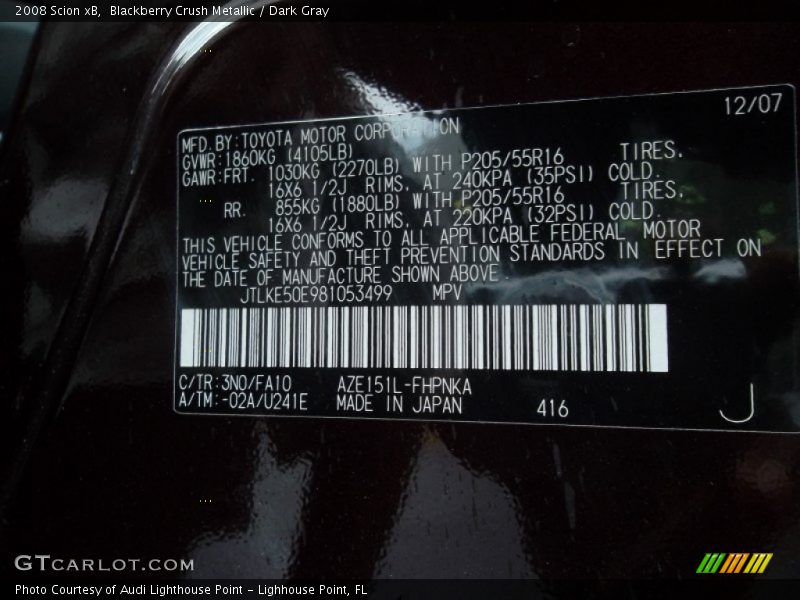 2008 Scion xB,  Blackberry Crush Metallic / Dark Gray
12/07
MFD. BY:TOYOTA MOTOR CORPORATION
GVWR:1860KG (4105LB)
GAWR:FRT. 1030KG (2270LB) WITH P205/55R16 TIRES.
16X6 1/2J RIMS. AT 240KPA (35PSI) COLD.
RR. 855KG (1880LB) WITH P205/55R16 TIRES.
16X6 1/2J RIMS. AT 220KPA (32PSI) COLD.
THIS VEHICLE CONFORMS TO ALL APPLICABLE FEDERAL MOTOR
VEHICLE SAFETY AND THEFT PREVENTION STANDARDS IN EFFECT ON
THE DATE OF MANUFACTURE SHOWN ABOVE.
JTLKE50E981053499 MPV
C/TR:3N0/FA10 AZE151L-FHPNKA
A/TM:-02A/U241E MADE IN JAPAN 416 J
GTCARLOT.COM
Photo Courtesy of Audi Lighthouse Point - Lighhouse Point, FL